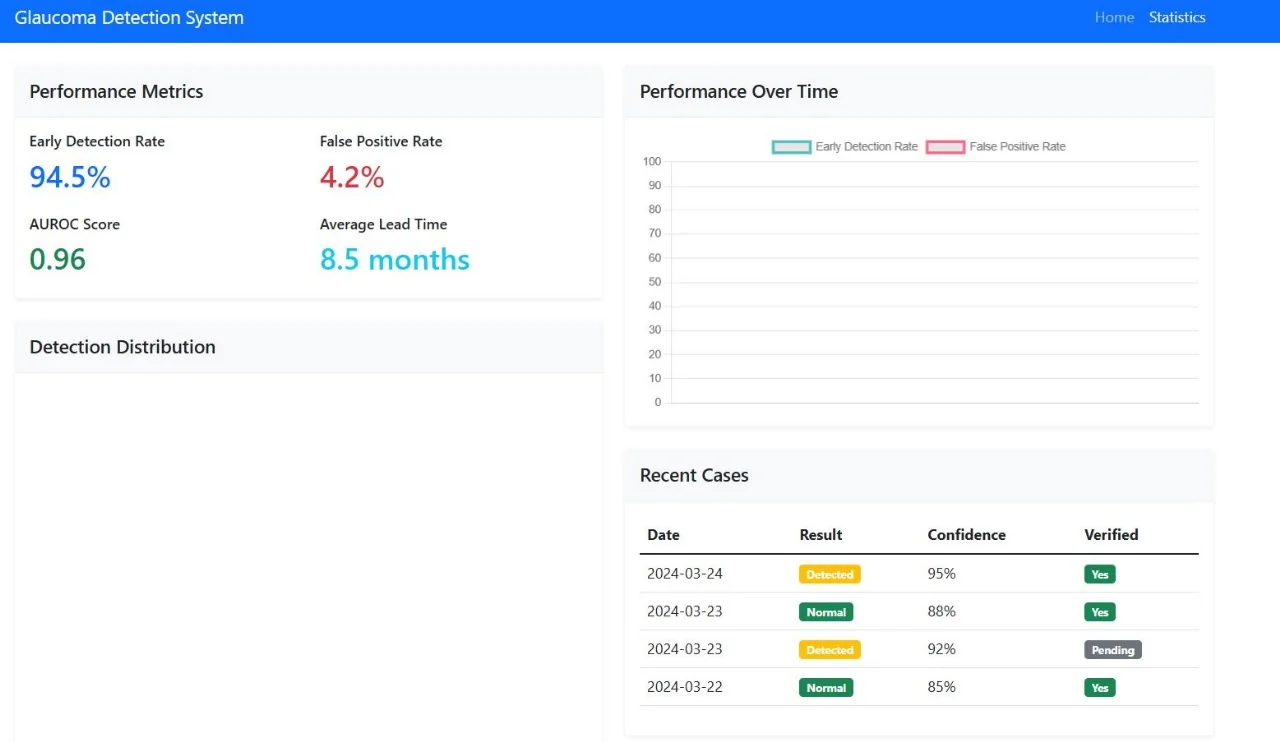 Glaucoma Detection System Home Statistics
Performance Metrics
Early Detection Rate False Positive Rate
94.5% 4.2%
AUROC Score Average Lead Time
0.96 8.5 months
Detection Distribution
Performance Over Time
Early Detection Rate False Positive Rate
100
90
80
70
60
50
40
30
20
10
0
Recent Cases
Date Result Confidence Verified
2024-03-24 Detected 95% Yes
2024-03-23 Normal 88% Yes
2024-03-23 Detected 92% Pending
2024-03-22 Normal 85% Yes